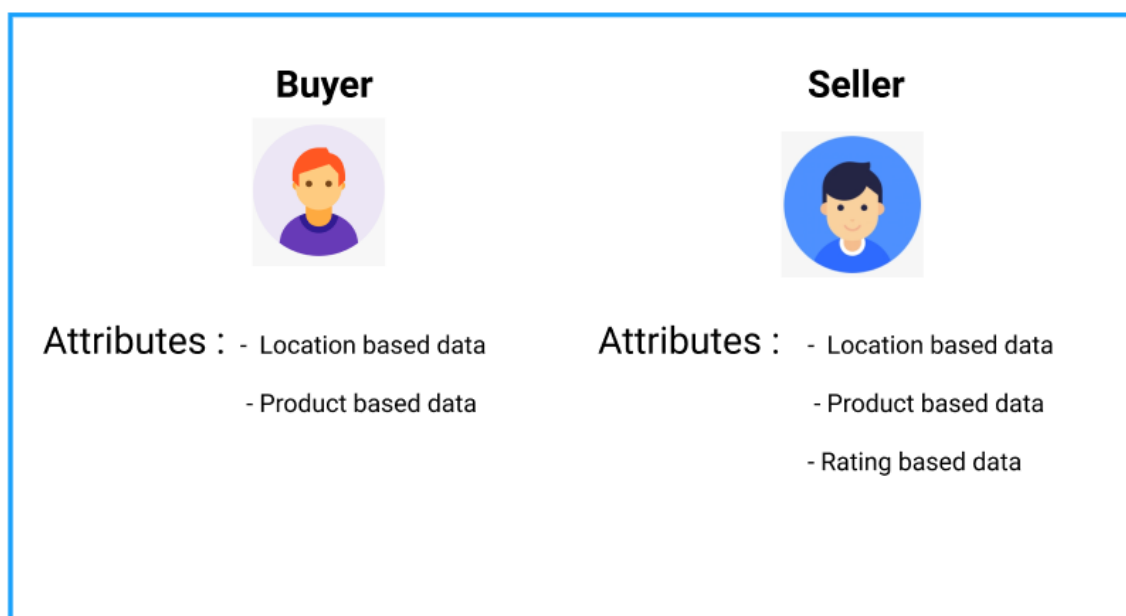 Buyer
Seller
Attributes : - Location based data
- Product based data
Attributes : - Location based data
- Product based data
- Rating based data